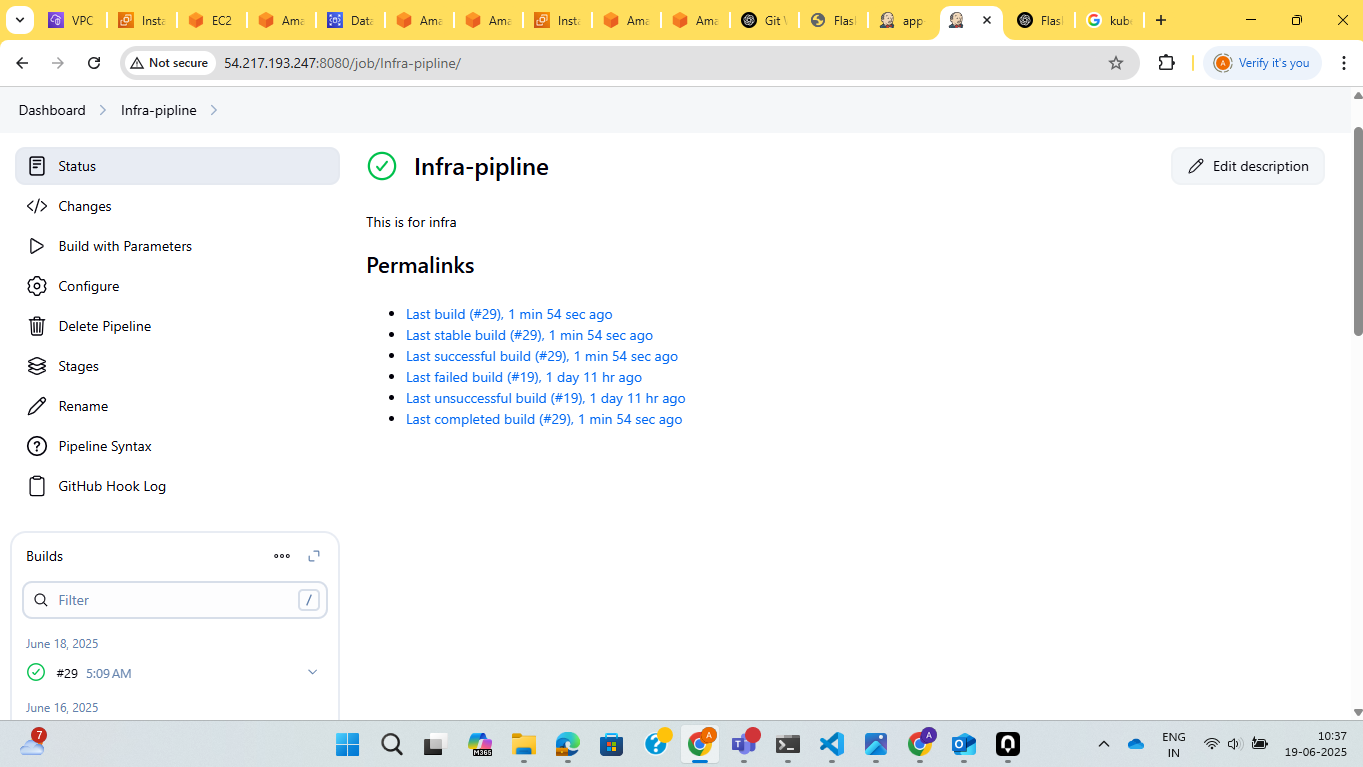 VPC
Insta
EC2
Ama
Data
Ama
Ama
Insta
Ama
Ama
Git
Flas
app-
Flas
kub
Not secure
54.217.193.247:8080/job/Infra-pipline/
A
Verify it's you
Dashboard
Infra-pipline
Status
Changes
Build with Parameters
Configure
Delete Pipeline
Stages
Rename
Pipeline Syntax
GitHub Hook Log
Infra-pipline
Edit description
This is for infra
Permalinks
Last build (#29), 1 min 54 sec ago
Last stable build (#29), 1 min 54 sec ago
Last successful build (#29), 1 min 54 sec ago
Last failed build (#19), 1 day 11 hr ago
Last unsuccessful build (#19), 1 day 11 hr ago
Last completed build (#29), 1 min 54 sec ago
Builds
Filter
/
June 18, 2025
#29 5:09 AM
June 16, 2025
7
M365
A
A
ENG
IN
10:37
19-06-2025